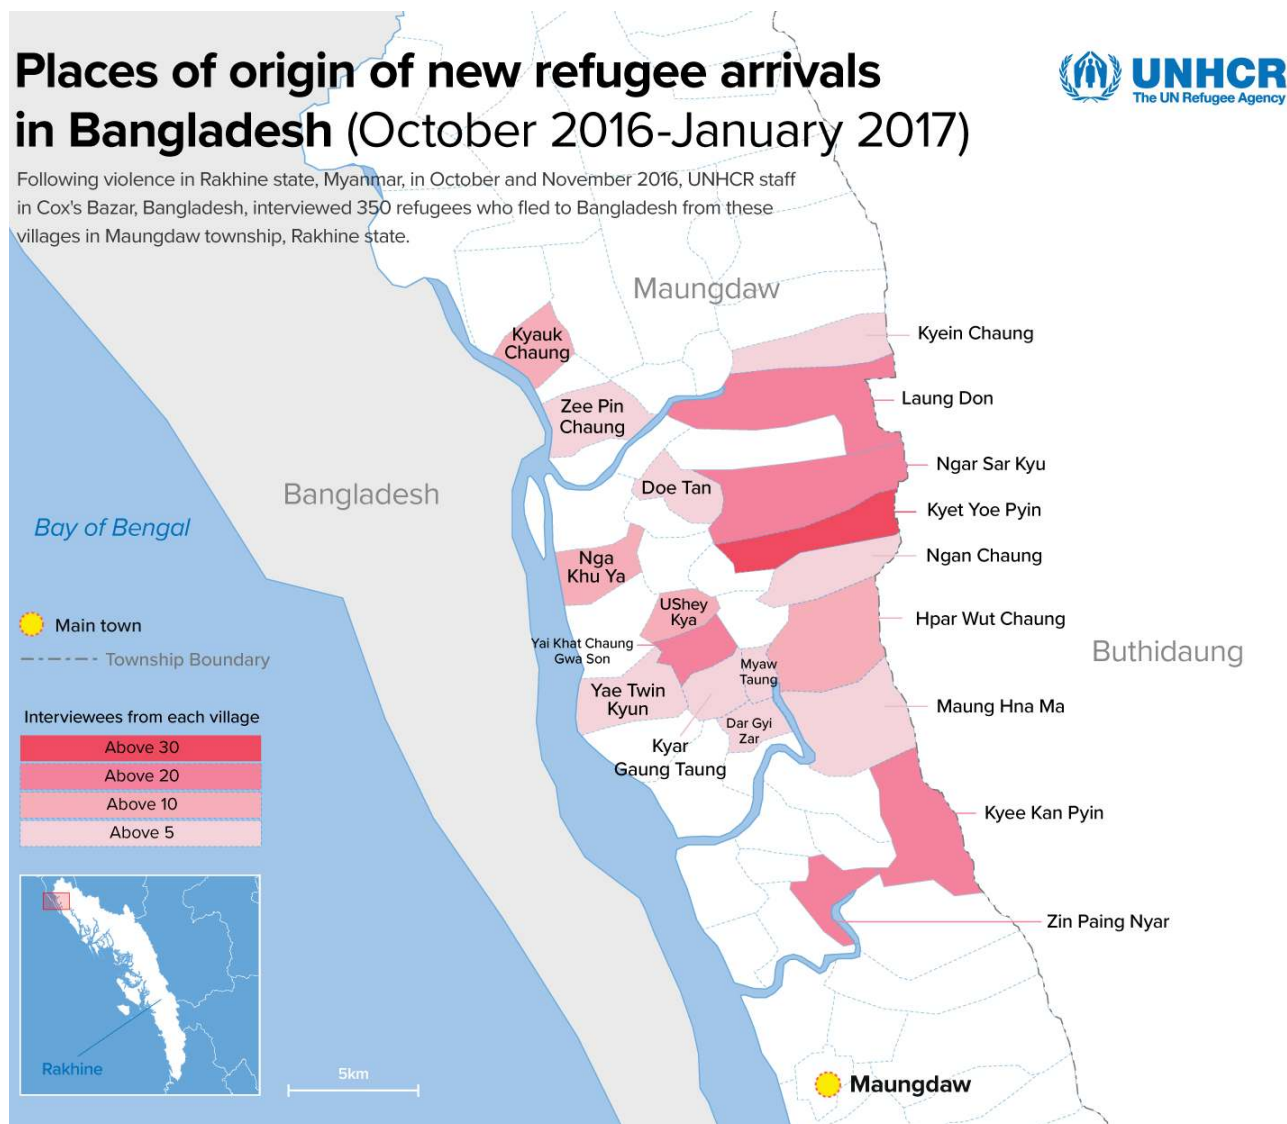 Places of origin of new refugee arrivals
in Bangladesh (October 2016-January 2017)
UNHCR
The UN Refugee Agency
Following violence in Rakhine state, Myanmar, in October and November 2016, UNHCR staff
in Cox's Bazar, Bangladesh, interviewed 350 refugees who fled to Bangladesh from these
villages in Maungdaw township, Rakhine state.
Maungdaw
Kyauk
Chaung
Kyein Chaung
Zee Pin
Chaung
Laung Don
Bangladesh
Bay of Bengal
Doe Tan
Ngar Sar Kyu
Kyet Yoe Pyin
Nga
Khu Ya
Ngan Chaung
UShey
Kya
Hpar Wut Chaung
Yai Khat Chaung
Gwa Son
Myaw
Taung
Buthidaung
Yae Twin
Kyun
Maung Hna Ma
Dar Gyi
Zar
Kyar
Gaung Taung
Kyee Kan Pyin
Zin Paing Nyar
Main town
Township Boundary
Interviewees from each village
Above 30
Above 20
Above 10
Above 5
Rakhine
5km
Maungdaw